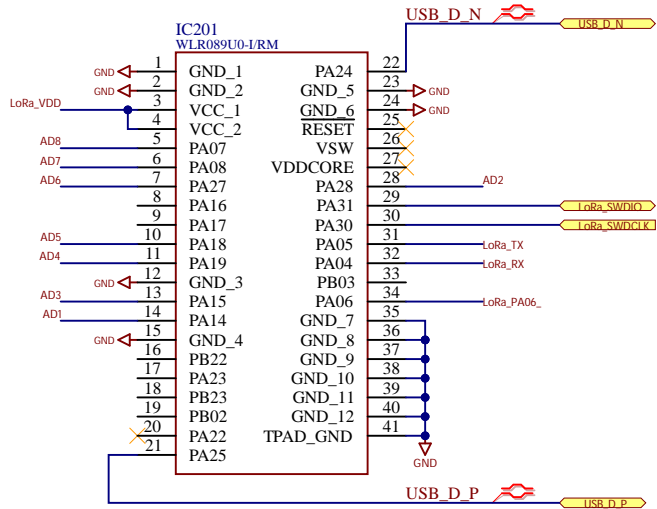 USB_D_N
USB_D_N
IC201
WLR089U0-I/RM
GND 1 GND_1 PA24 22
GND 2 GND_2 GND_5 23 GND
LoRa_VDD 3 VCC_1 GND_6 24 GND
4 VCC_2 RESET 25
AD8 5 PA07 VSW 26
AD7 6 PA08 VDDCORE 27
AD6 7 PA27 PA28 28 AD2
8 PA16 PA31 29 LoRa_SWDIO
9 PA17 PA30 30 LoRa_SWDCLK
AD5 10 PA18 PA05 31 LoRa_TX
AD4 11 PA19 PA04 32 LoRa_RX
GND 12 GND_3 PB03 33
AD3 13 PA15 PA06 34 LoRa_PA06_
AD1 14 PA14 GND_7 35
GND 15 GND_4 GND_8 36
16 PB22 GND_9 37
17 PA23 GND_10 38
18 PB23 GND_11 39
19 PB02 GND_12 40
20 PA22 TPAD_GND 41
21 PA25
GND
USB_D_P
USB_D_P